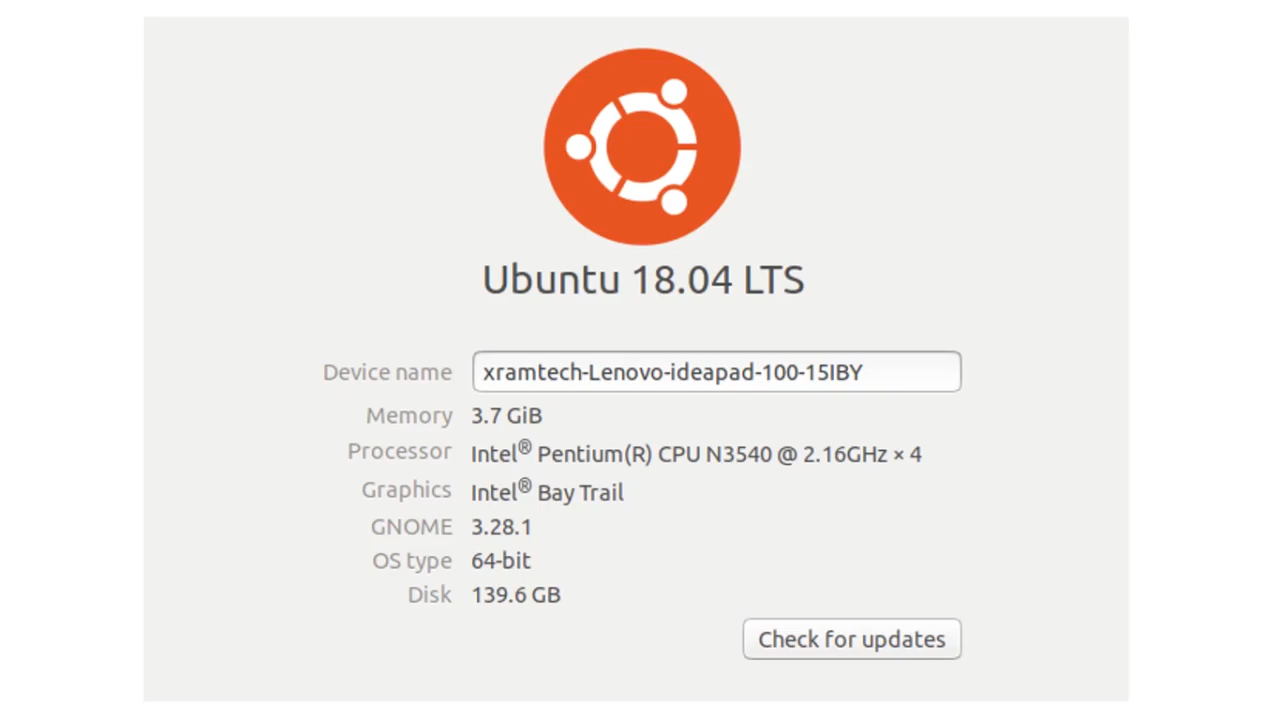 Ubuntu 18.04 LTS
Device name xramtech-Lenovo-ideapad-100-15IBY
Memory 3.7 GiB
Processor Intel® Pentium(R) CPU N3540 @ 2.16GHz × 4
Graphics Intel® Bay Trail
GNOME 3.28.1
OS type 64-bit
Disk 139.6 GB
Check for updates